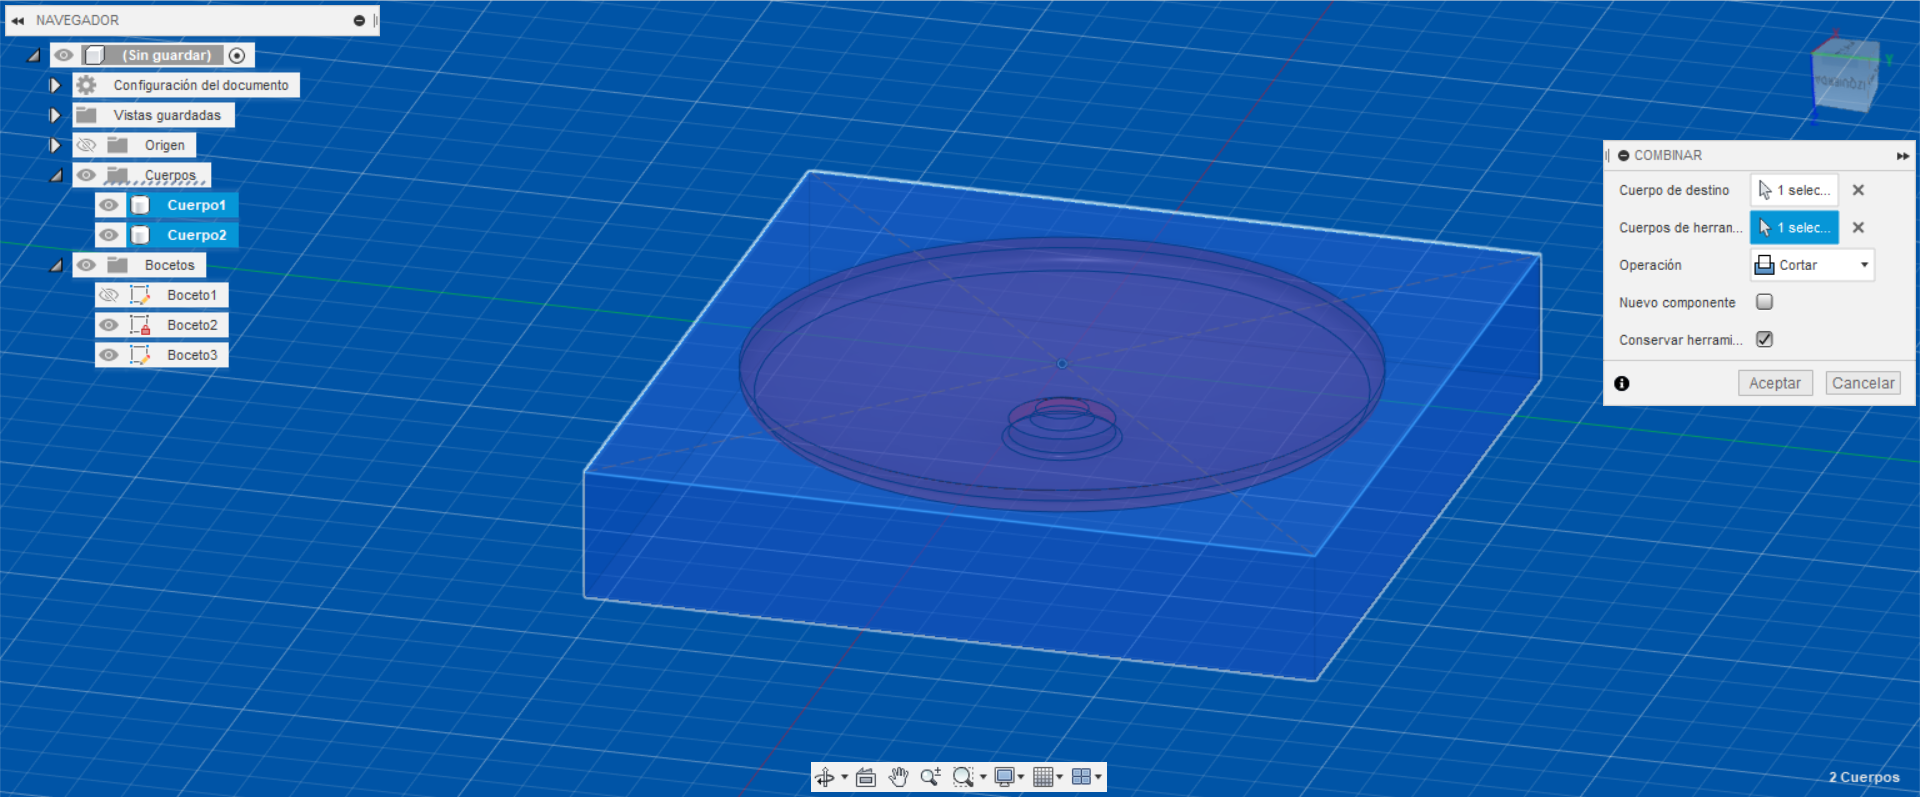 NAVEGADOR
(Sin guardar)
Configuración del documento
Vistas guardadas
Origen
Cuerpos
Cuerpo1
Cuerpo2
Bocetos
Boceto1
Boceto2
Boceto3
COMBINAR
Cuerpo de destino 1 selec...
Cuerpos de herran... 1 selec...
Operación Cortar
Nuevo componente
Conservar herrami...
Aceptar Cancelar
2 Cuerpos